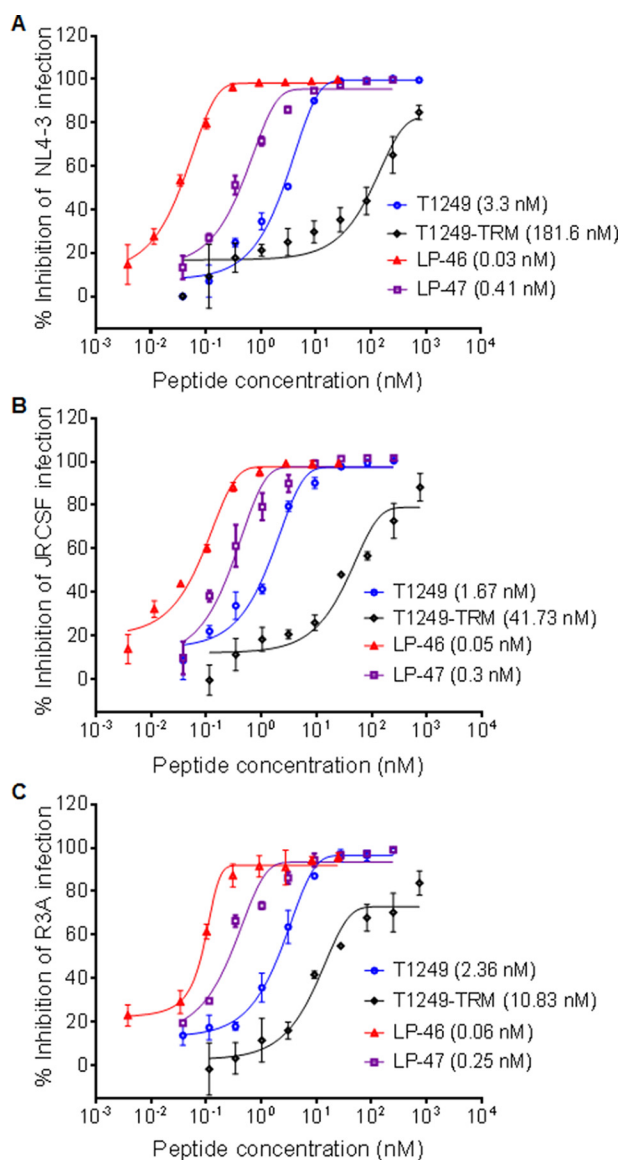 A
% Inhibition of NL4-3 infection
120
100
80
60
40
20
0
T1249 (3.3 nM)
T1249-TRM (181.6 nM)
LP-46 (0.03 nM)
LP-47 (0.41 nM)
10-3 10-2 10-1 100 101 102 103 104
Peptide concentration (nM)
B
% Inhibition of JRCSF infection
120
100
80
60
40
20
0
T1249 (1.67 nM)
T1249-TRM (41.73 nM)
LP-46 (0.05 nM)
LP-47 (0.3 nM)
10-3 10-2 10-1 100 101 102 103 104
Peptide concentration (nM)
C
% Inhibition of R3A infection
120
100
80
60
40
20
0
T1249 (2.36 nM)
T1249-TRM (10.83 nM)
LP-46 (0.06 nM)
LP-47 (0.25 nM)
10-3 10-2 10-1 100 101 102 103 104
Peptide concentration (nM)